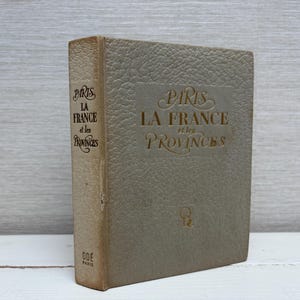 PARIS
LA
FRANCE
et les
PROVINCES
ODÉ
PARIS
PARIS
LA FRANCE
et les
PROVINCES